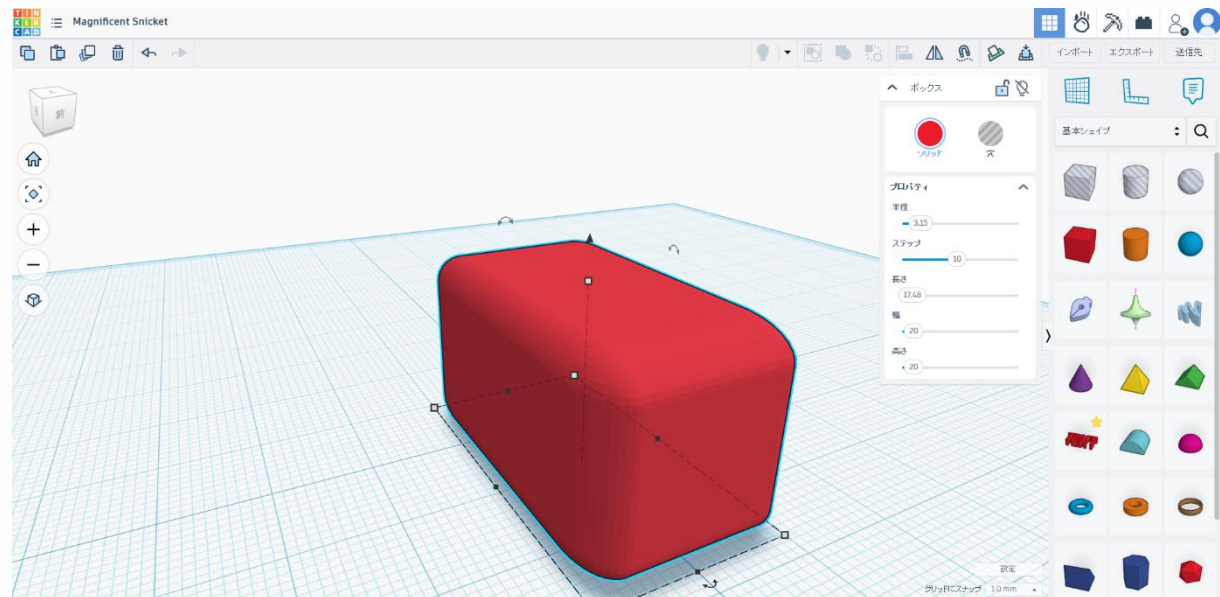 TIN
KER
CAD
Magnificent Snicket
インポート
エクスポート
送信先
ボックス
ソリッド
穴
プロパティ
半径
3.15
ステップ
10
長さ
17.48
幅
20
高さ
20
基本シェイプ
前
設定
グリッドにスナップ 1.0 mm